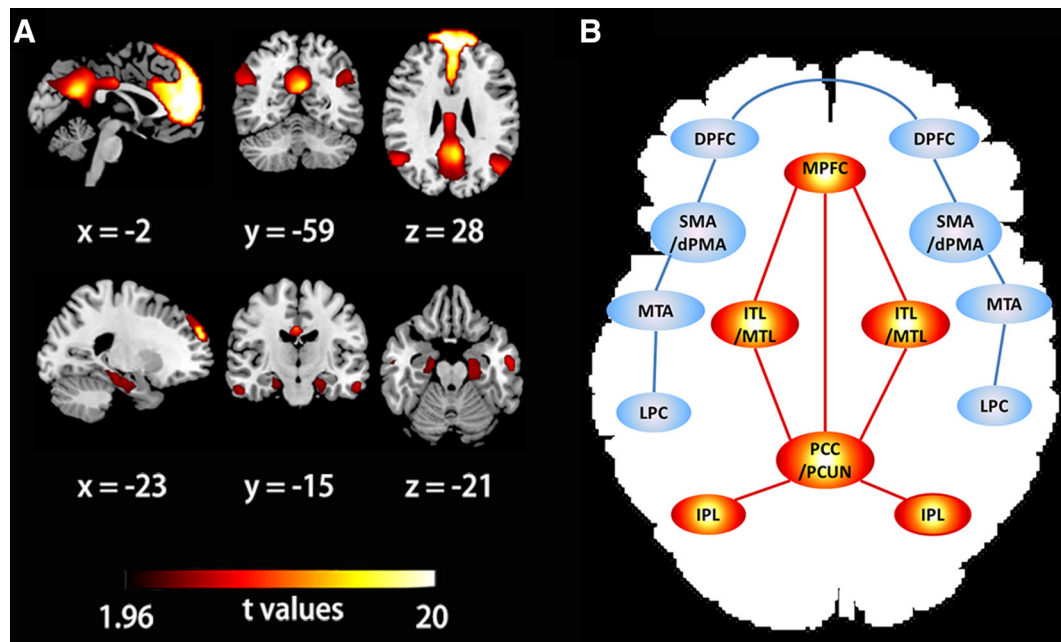 A
x = -2
y = -59
z = 28
x = -23
y = -15
z = -21
1.96
t values
20
B
DPFC
DPFC
MPFC
SMA
/dPMA
SMA
/dPMA
MTA
ITL
/MTL
ITL
/MTL
MTA
LPC
LPC
PCC
/PCUN
IPL
IPL